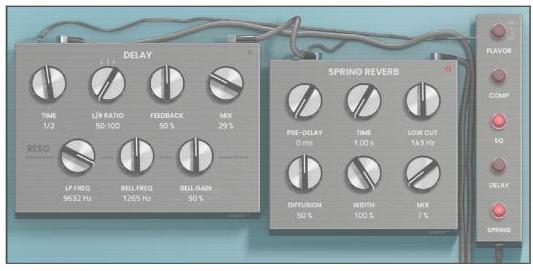 DELAY
TIME
1/2
L/R RATIO
50:100
FEEDBACK
50 %
MIX
29 %
RESO
LP FREQ
9632 Hz
BELL FREQ
1265 Hz
BELL GAIN
50 %
SPRING REVERB
PRE-DELAY
0 ms
TIME
1.00 s
LOW CUT
143 Hz
DIFFUSION
50 %
WIDTH
100 %
MIX
7 %
FLAVOR
COMP
EQ
DELAY
SPRING